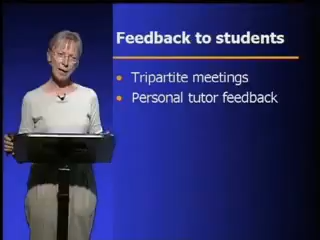 Feedback to students
• Tripartite meetings
• Personal tutor feedback